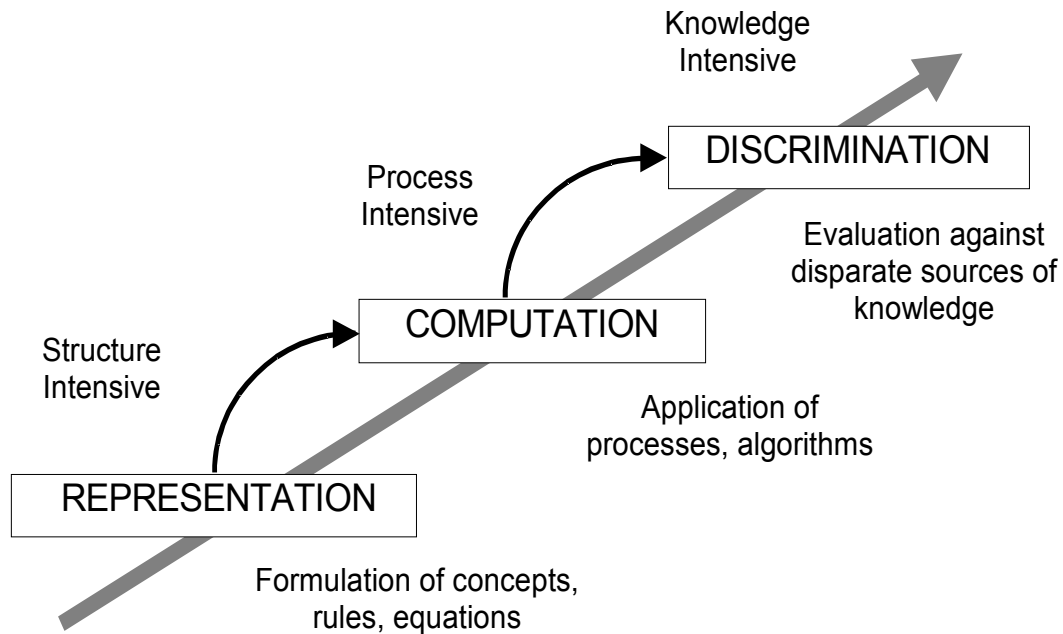 Knowledge
Intensive
DISCRIMINATION
Process
Intensive
Evaluation against
disparate sources of
knowledge
COMPUTATION
Structure
Intensive
Application of
processes, algorithms
REPRESENTATION
Formulation of concepts,
rules, equations